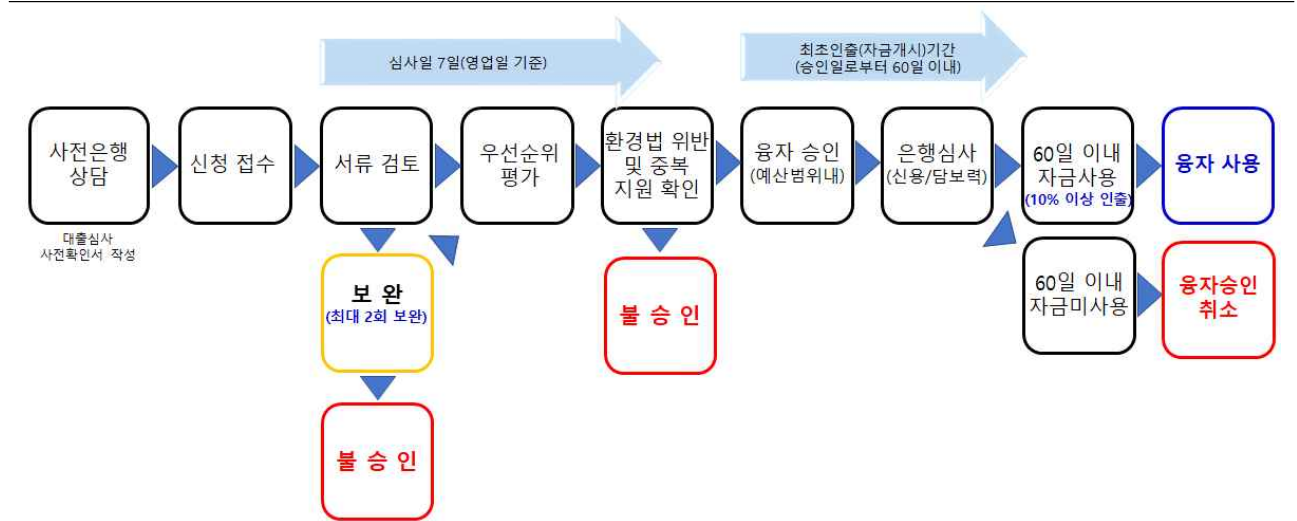 심사일 7일(영업일 기준)
최초인출(자금개시)기간
(승인일로부터 60일 이내)
사전은행
상담
신청 접수
서류 검토
우선순위
평가
환경법 위반
및 중복
지원 확인
융자 승인
(예산범위내)
은행심사
(신용/담보력)
60일 이내
자금사용
(10% 이상 인출)
융자 사용
대출심사
사전확인서 작성
보 완
(최대 2회 보완)
불 승 인
60일 이내
자금미사용
융자승인
취소
불 승 인